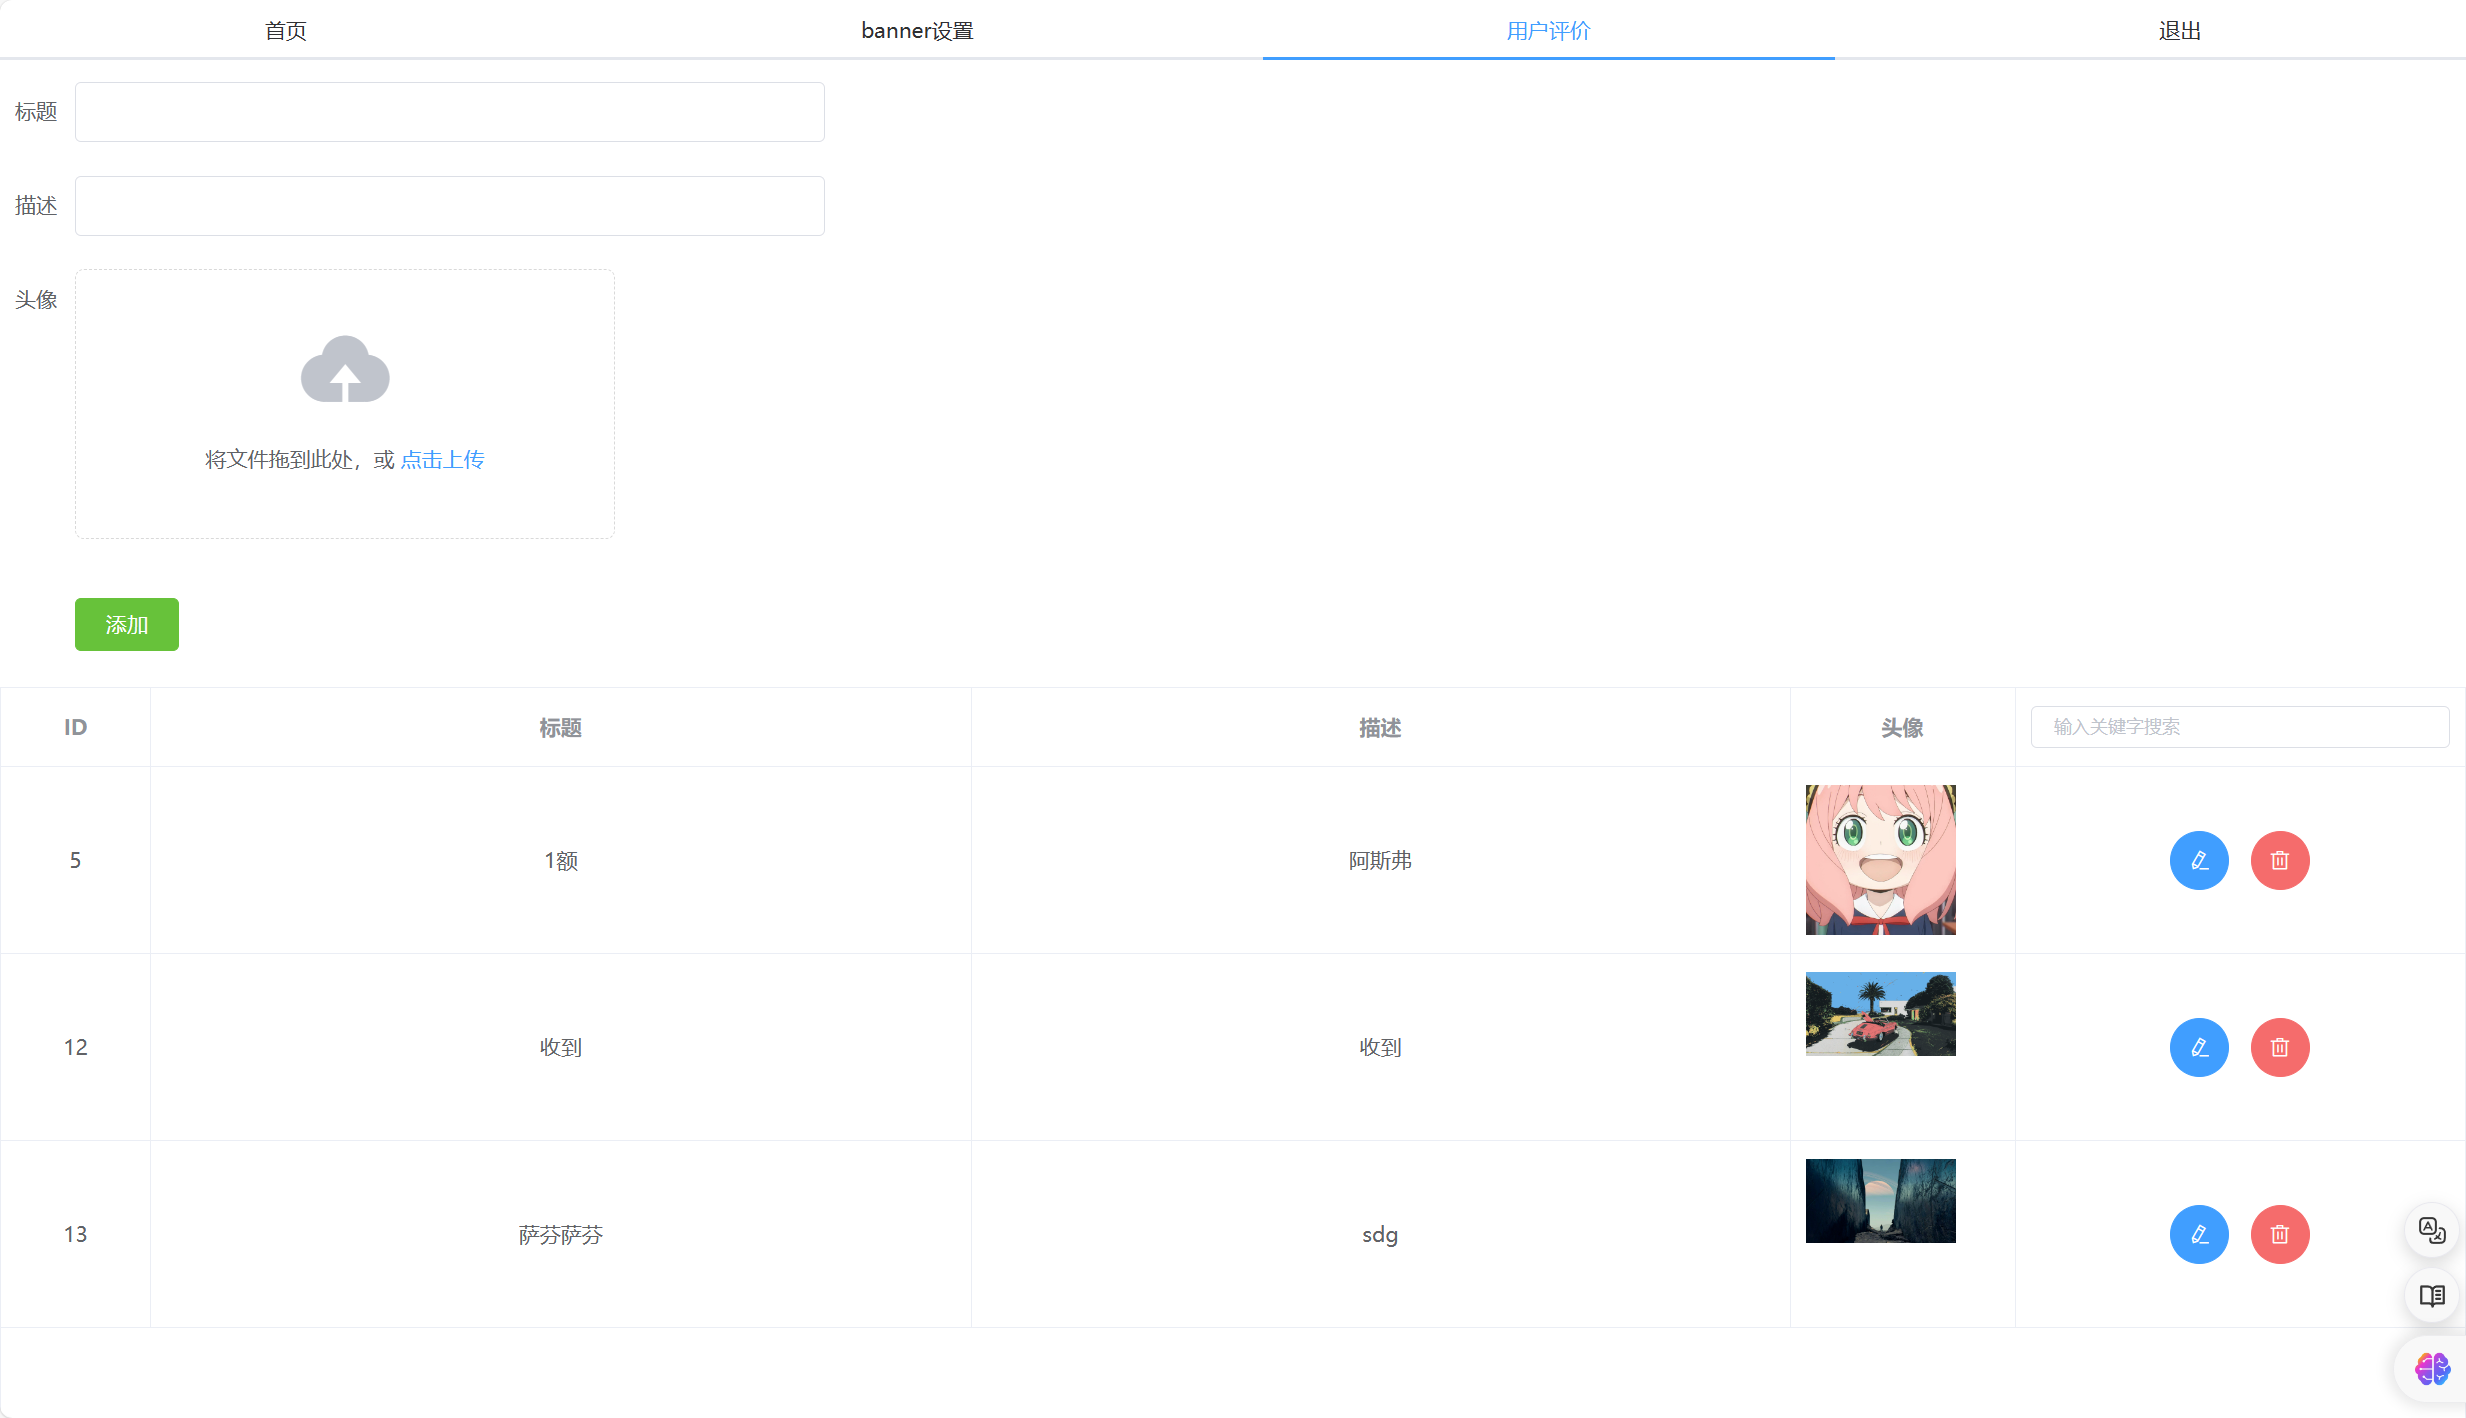 首页 banner设置 用户评价 退出
标题
描述
头像
将文件拖到此处，或 点击上传
添加
ID 标题 描述 头像 输入关键字搜索
5 1额 阿斯弗
12 收到 收到
13 萨芬萨芬 sdg